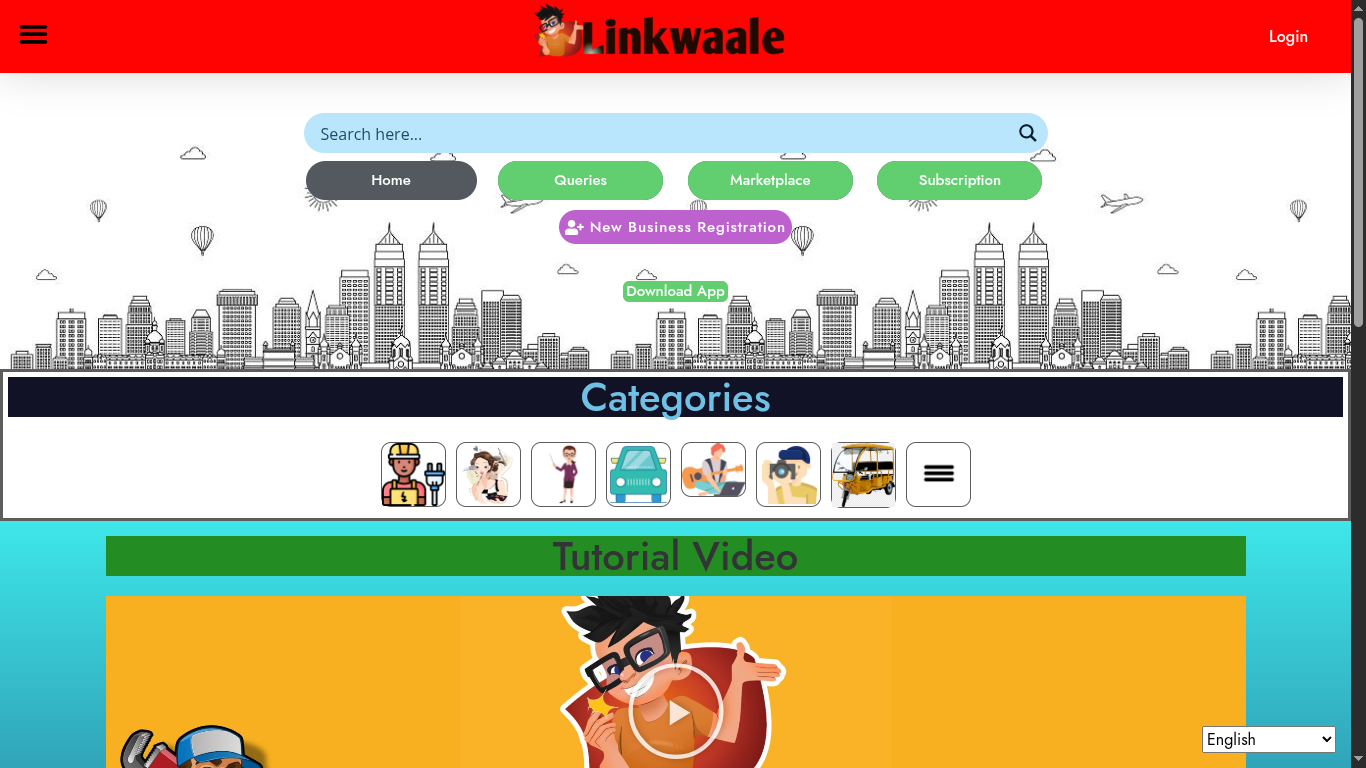 Linkwaale
Login
Search here...
Home
Queries
Marketplace
Subscription
New Business Registration
Download App
Categories
Tutorial Video
English